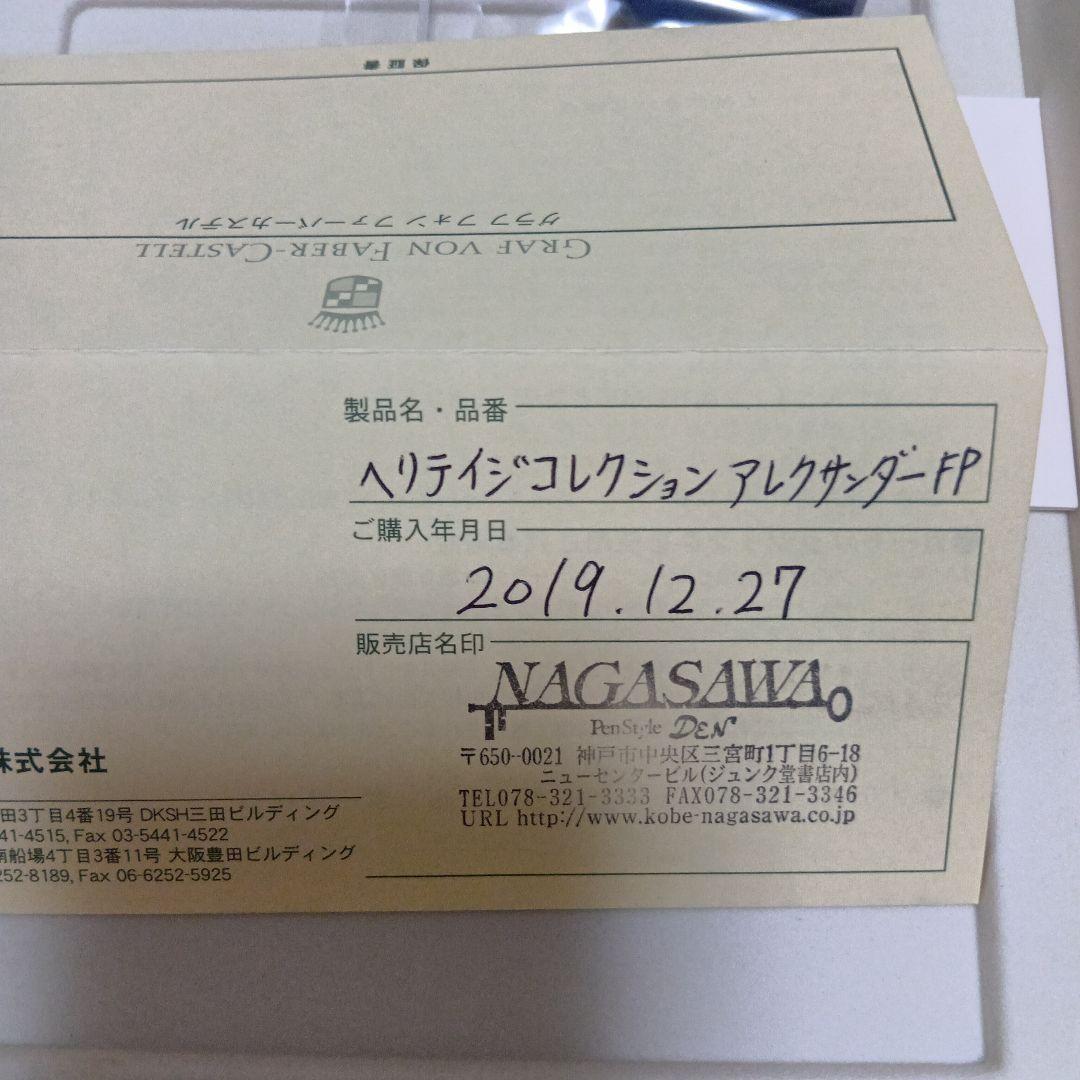 保証書
グラフ フォン ファーバーカステル
GRAF VON FABER-CASTELL
製品名・品番
ヘリテイジコレクション アレクサンダーFP
ご購入年月日
2019.12.27
販売店名印
NAGASAWA
PenStyle DEN
〒650-0021 神戸市中央区三宮町1丁目6-18
ニューセンタービル(ジュンク堂書店内)
TEL078-321-3333 FAX078-321-3346
URL http://www.kobe-nagasawa.co.jp
株式会社
田3丁目4番19号 DKSH三田ビルディング
41-4515, Fax 03-5441-4522
南船場4丁目3番11号 大阪豊田ビルディング
252-8189, Fax 06-6252-5925